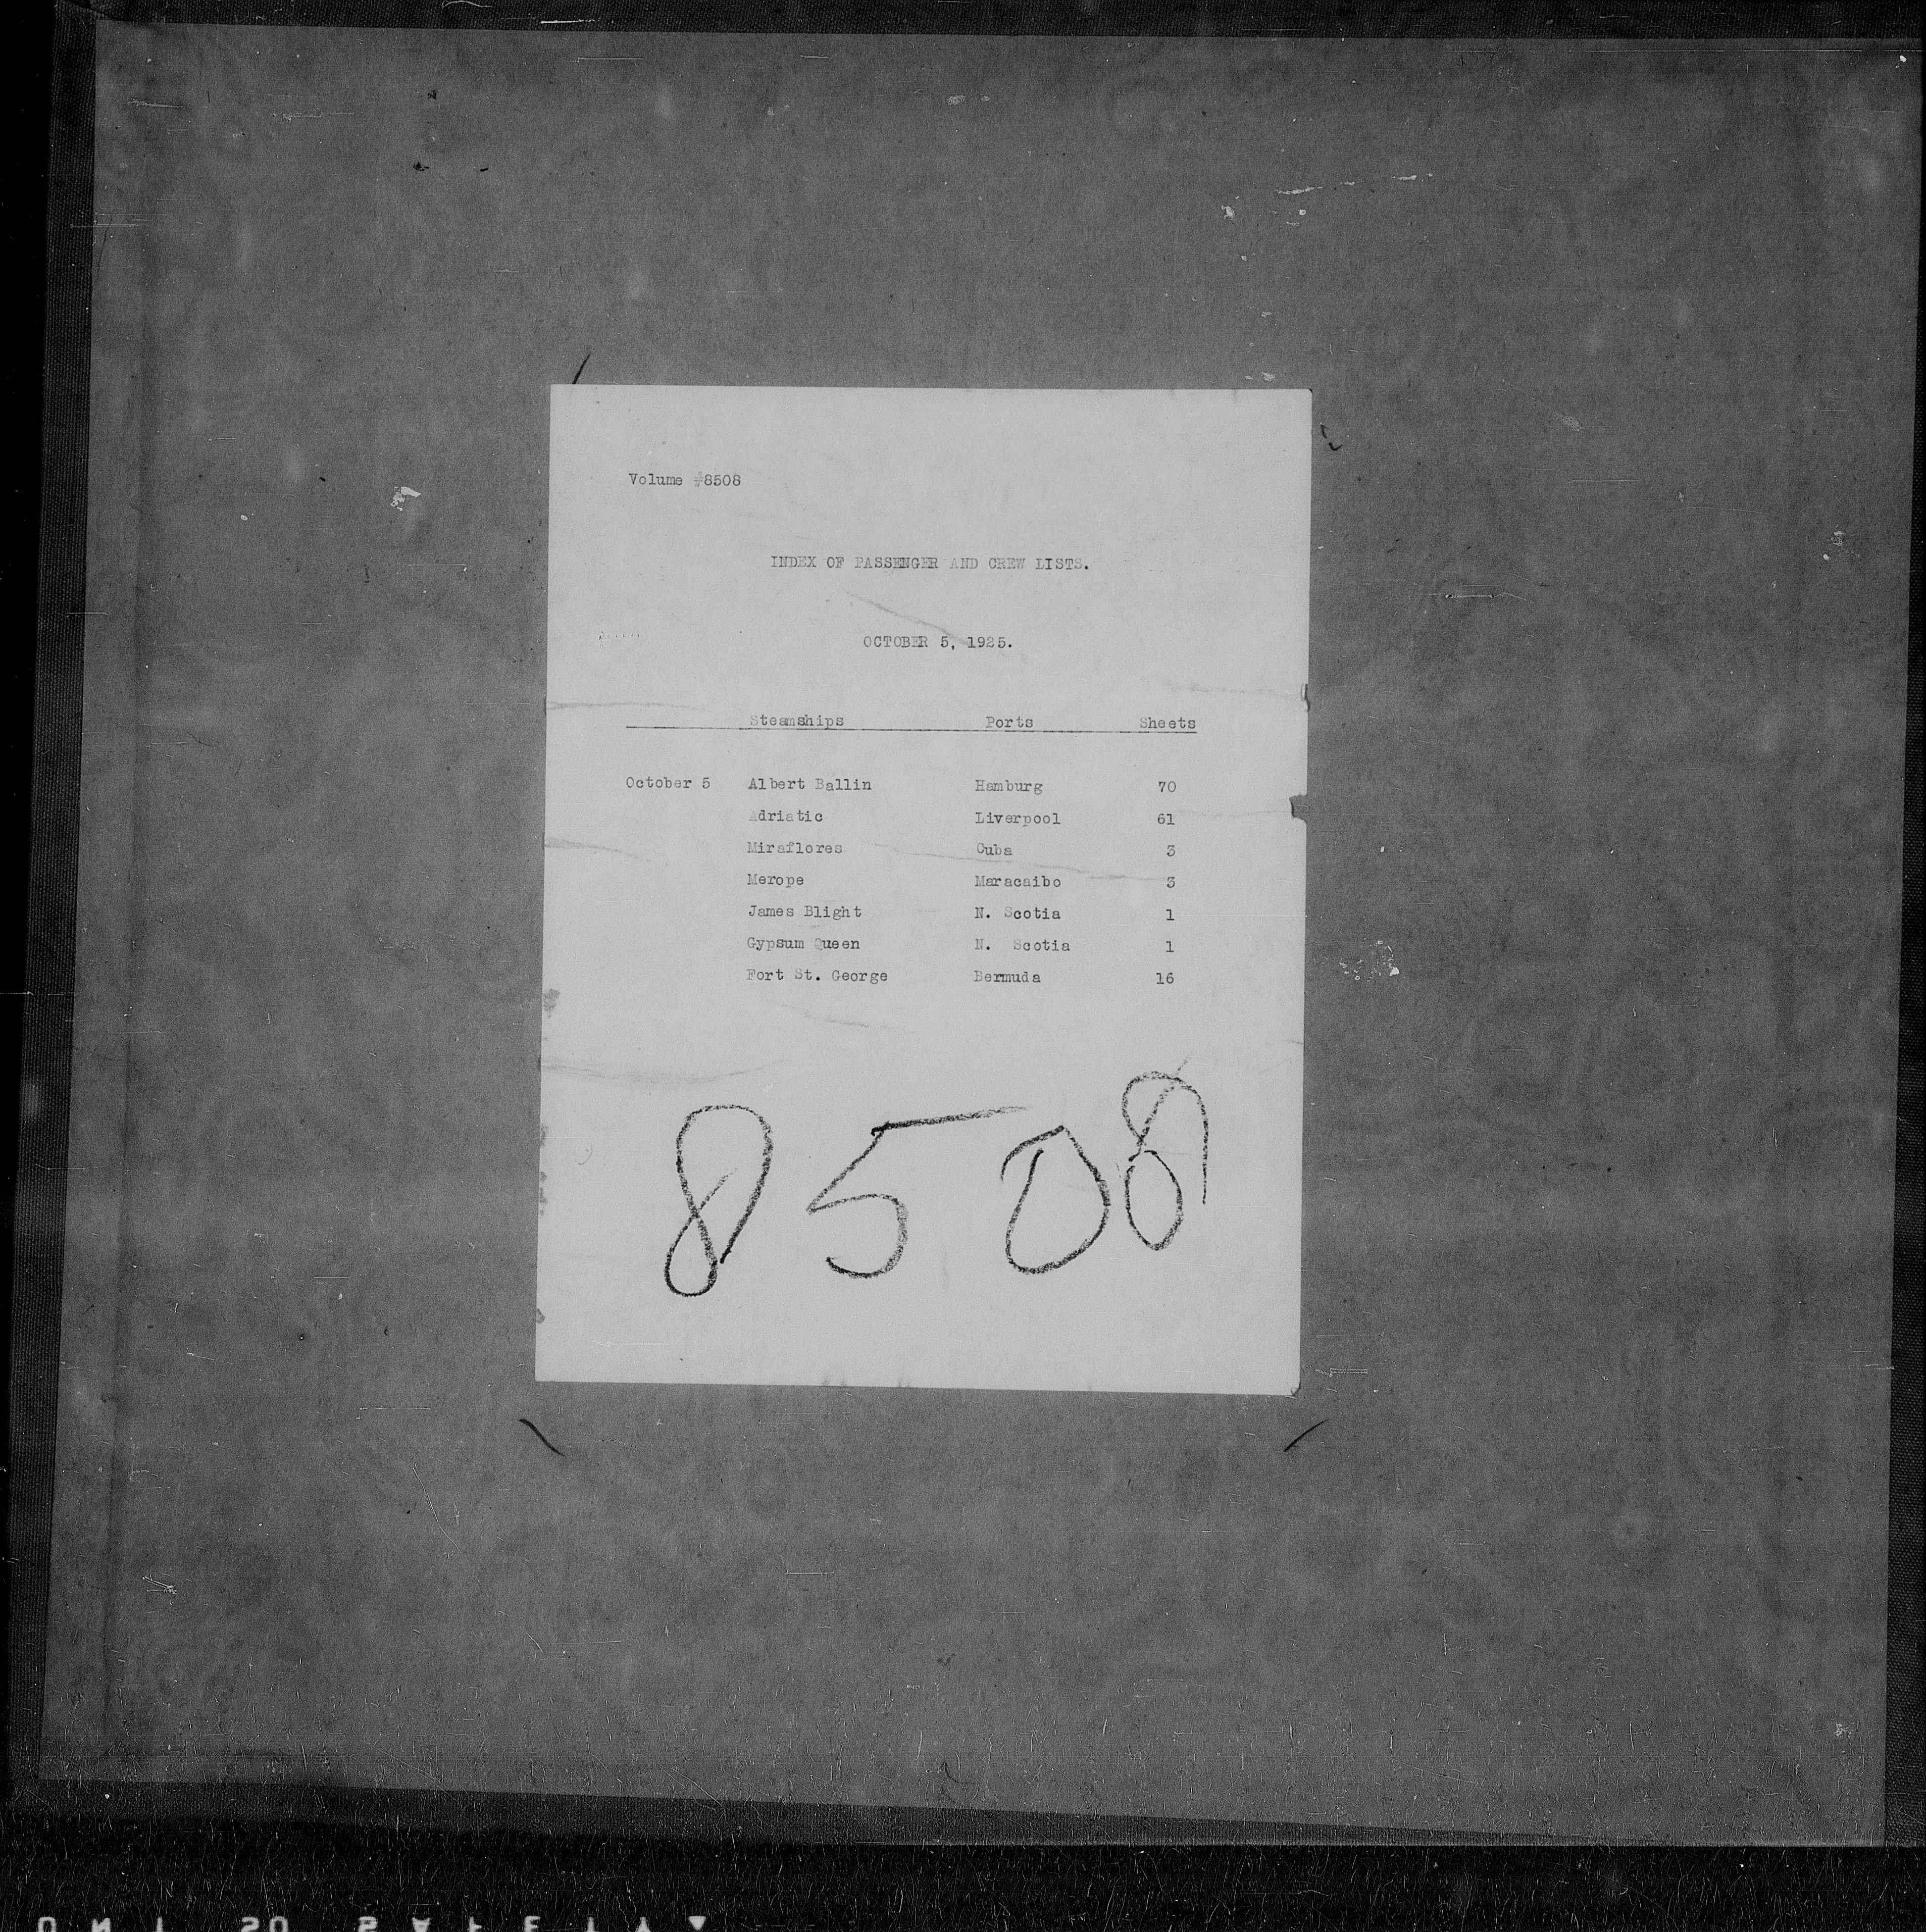 Volume #8508
INDEX OF PASSENGER AND CREW LISTS.
OCTOBER 5, 1925.
Steamships Ports Sheets
October 5 Albert Ballin Hamburg 70
Adriatic Liverpool 61
Miraflores Cuba 3
Merope Maracaibo 3
James Blight N. Scotia 1
Gypsum Queen N. Scotia 1
Fort St. George Bermuda 16
8508